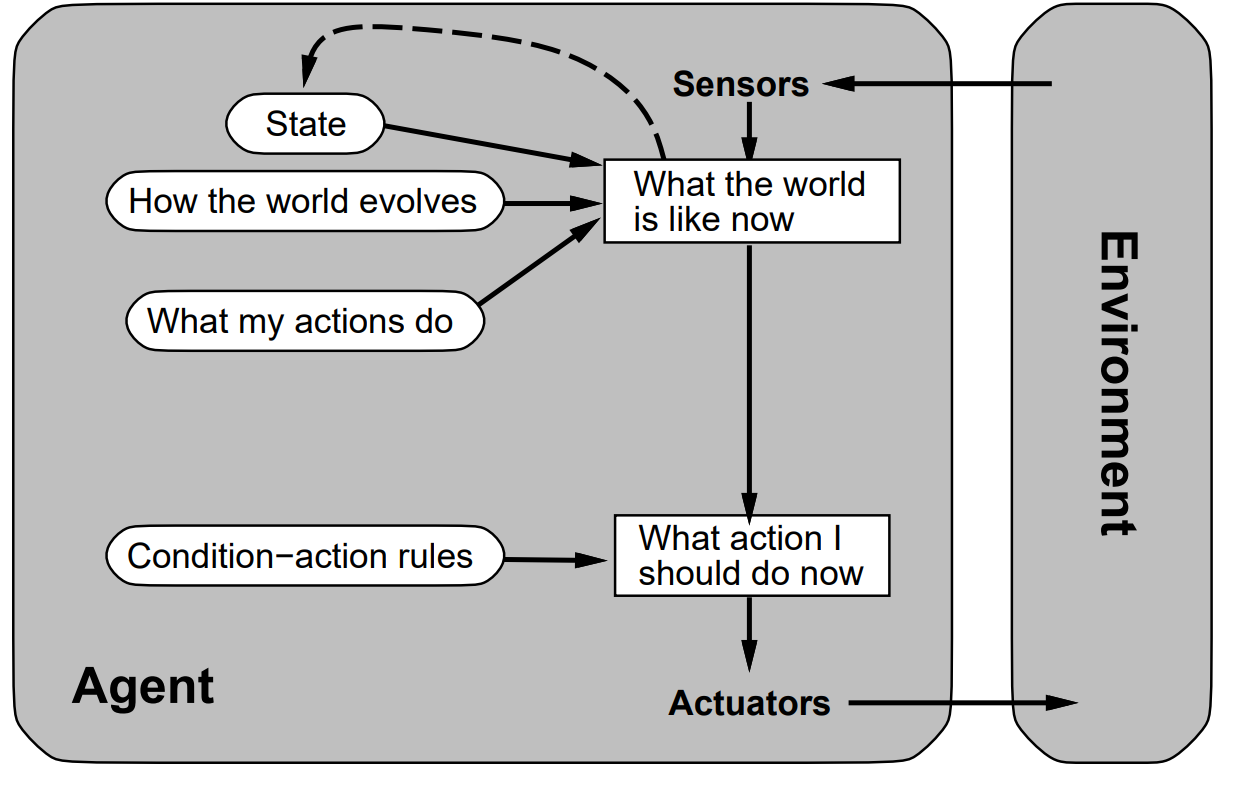 Sensors
State
What the world
is like now
How the world evolves
What my actions do
Environment
What action I
should do now
Condition−action rules
Agent
Actuators